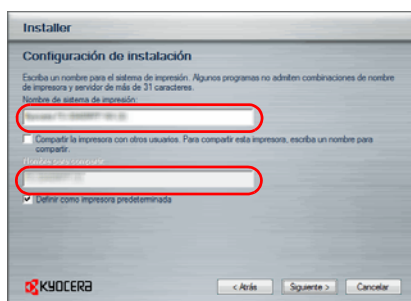 Installer
Configuración de instalación
Escriba un nombre para el sistema de impresión. Algunos programas no admiten combinaciones de nombre
de impresora y servidor de más de 31 caracteres.
Nombre de sistema de impresión:
Compartir la impresora con otros usuarios. Para compartir esta impresora, escriba un nombre para
compartir.
Nombre para compartir:
Definir como impresora predeterminada
KYOCERA
< Atrás
Siguiente >
Cancelar